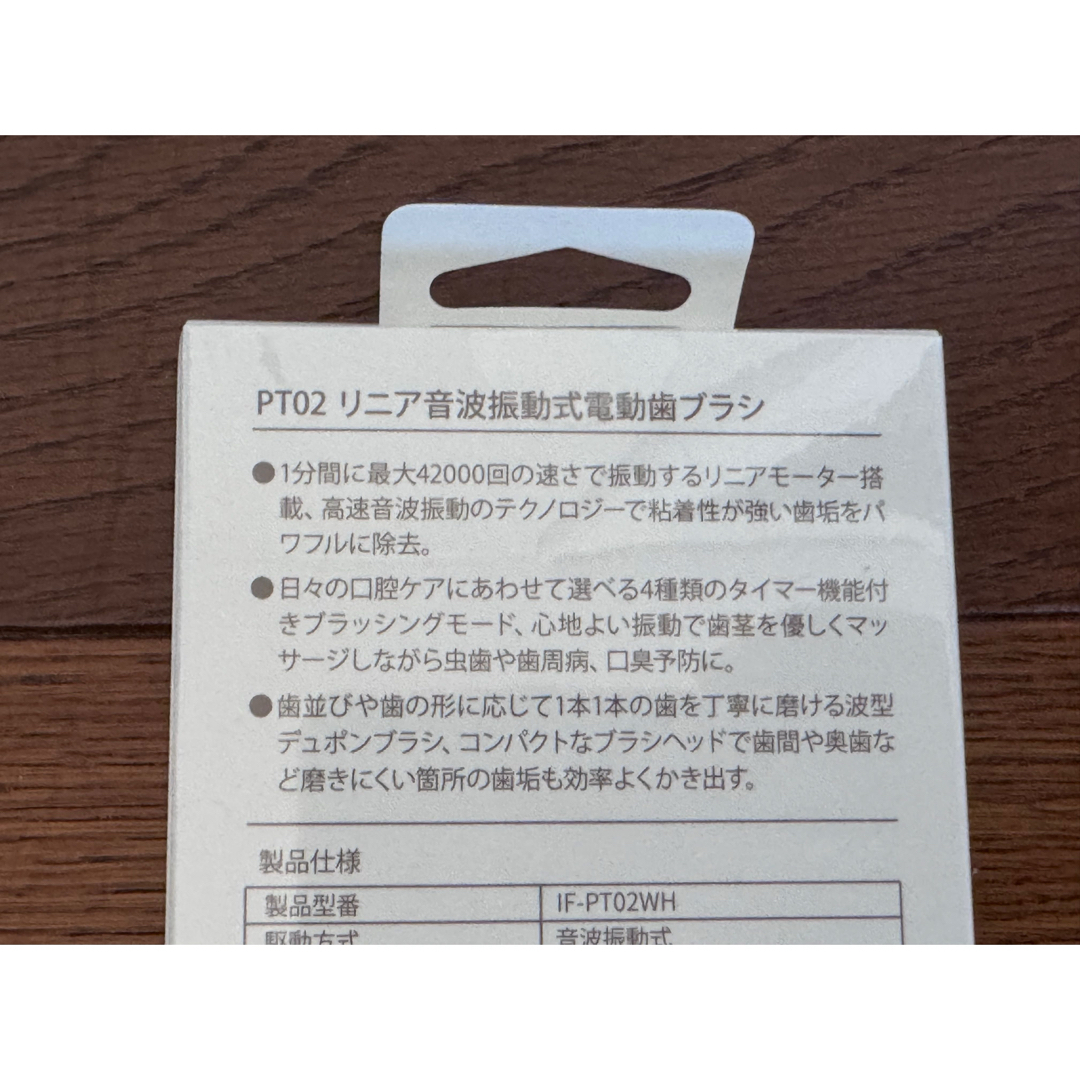 PT02 リニア音波振動式電動歯ブラシ
●1分間に最大42000回の速さで振動するリニアモーター搭
載、高速音波振動のテクノロジーで粘着性が強い歯垢をパ
ワフルに除去。
●日々の口腔ケアにあわせて選べる4種類のタイマー機能付
きブラッシングモード、心地よい振動で歯茎を優しくマッ
サージしながら虫歯や歯周病、口臭予防に。
●歯並びや歯の形に応じて1本1本の歯を丁寧に磨ける波型
デュポンブラシ、コンパクトなブラシヘッドで歯間や奥歯な
ど磨きにくい箇所の歯垢も効率よくかき出す。
製品仕様
製品型番 IF-PT02WH
駆動方式 音波振動式